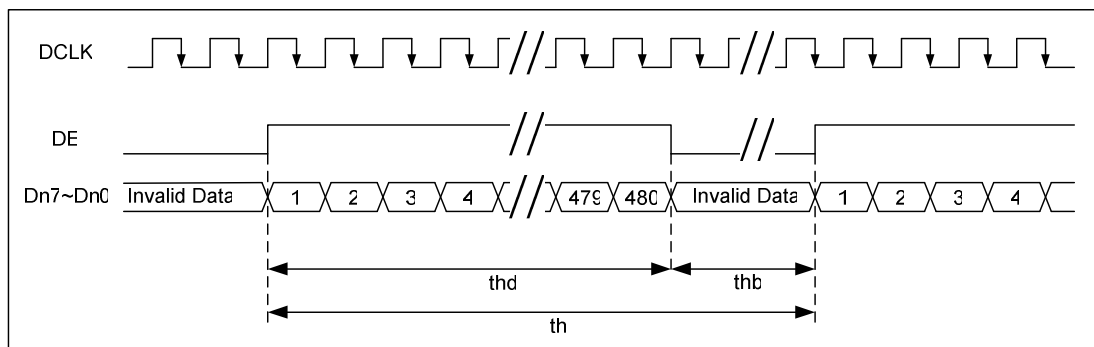 DCLK
DE
Dn7~Dn0 Invalid Data 1 2 3 4 479 480 Invalid Data 1 2 3 4
thd thb
th